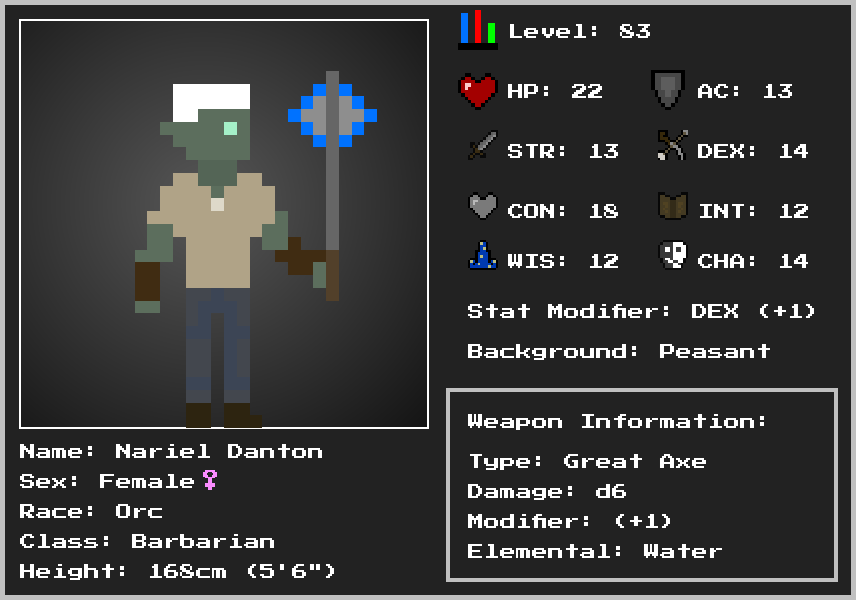 Level: 83
HP: 22 AC: 13
STR: 13 DEX: 14
CON: 18 INT: 12
WIS: 12 CHA: 14
Stat Modifier: DEX (+1)
Background: Peasant
Weapon Information:
Type: Great Axe
Damage: d6
Modifier: (+1)
Elemental: Water
Name: Nariel Danton
Sex: Female♀
Race: Orc
Class: Barbarian
Height: 168cm (5'6")